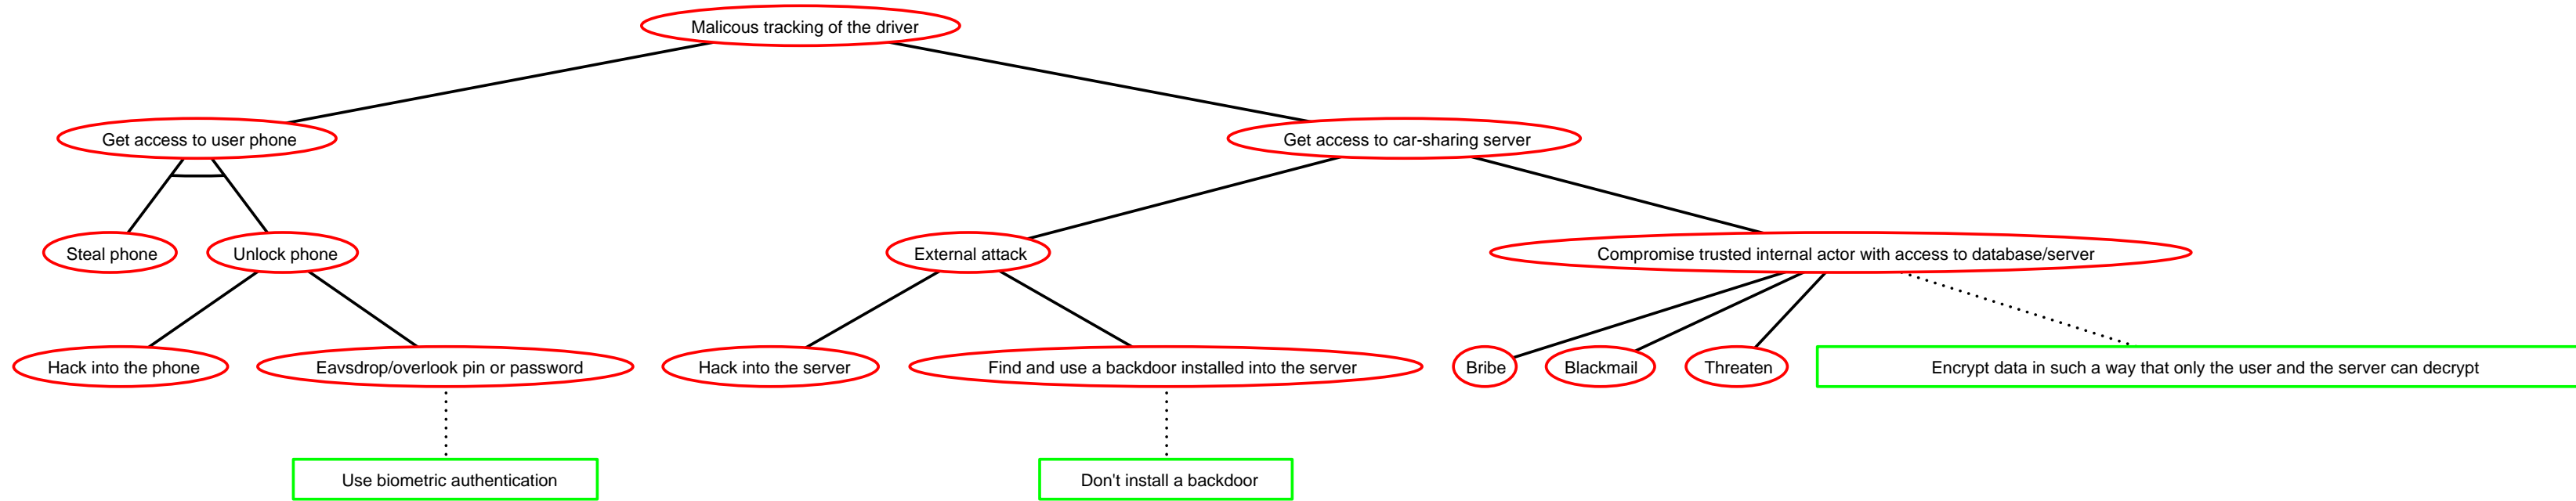 Malicous tracking of the driver
Get access to user phone
Get access to car-sharing server
Steal phone
Unlock phone
External attack
Compromise trusted internal actor with access to database/server
Hack into the phone
Eavsdrop/overlook pin or password
Hack into the server
Find and use a backdoor installed into the server
Bribe
Blackmail
Threaten
Encrypt data in such a way that only the user and the server can decrypt
Use biometric authentication
Don't install a backdoor